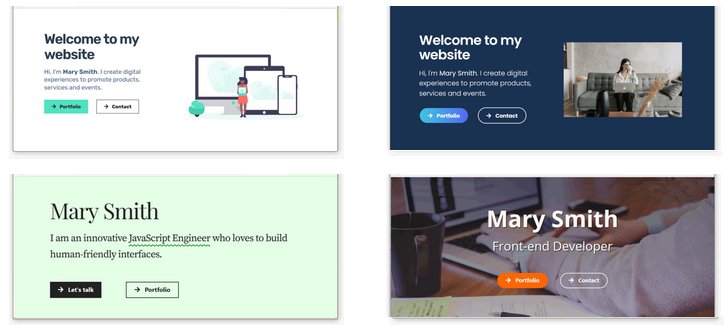 Welcome to my
website
Hi, I'm Mary Smith. I create digital
experiences to promote products,
services and events.
→ Portfolio
→ Contact
Welcome to my
website
Hi, I'm Mary Smith. I create digital
experiences to promote products,
services and events.
→ Portfolio
→ Contact
Mary Smith
I am an innovative JavaScript Engineer who loves to build
human-friendly interfaces.
→ Let's talk
→ Portfolio
Mary Smith
Front-end Developer
→ Portfolio
→ Contact